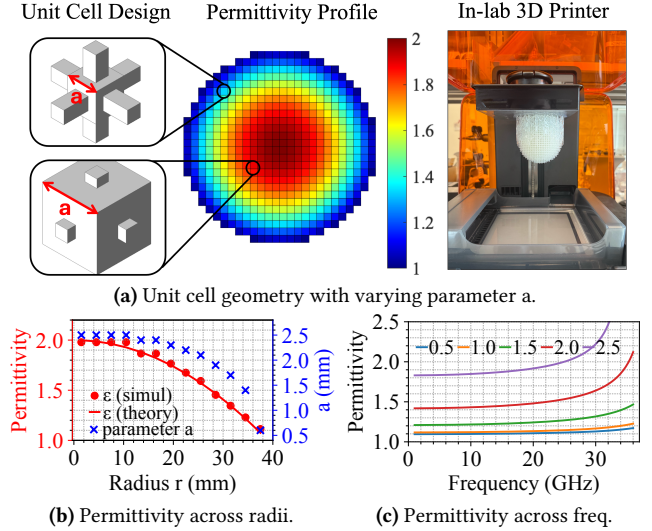 Unit Cell Design
Permittivity Profile
In-lab 3D Printer
a
a
2
1.8
1.6
1.4
1.2
1
(a) Unit cell geometry with varying parameter a.
Permittivity
2.0
1.5
1.0
ε (simul)
ε (theory)
parameter a
2.5
2.0
1.5
1.0
0.5
a (mm)
0 10 20 30 40
Radius r (mm)
(b) Permittivity across radii.
Permittivity
2.5
2.0
1.5
1.0
0.5 1.0 1.5 2.0 2.5
0 10 20 30
Frequency (GHz)
(c) Permittivity across freq.